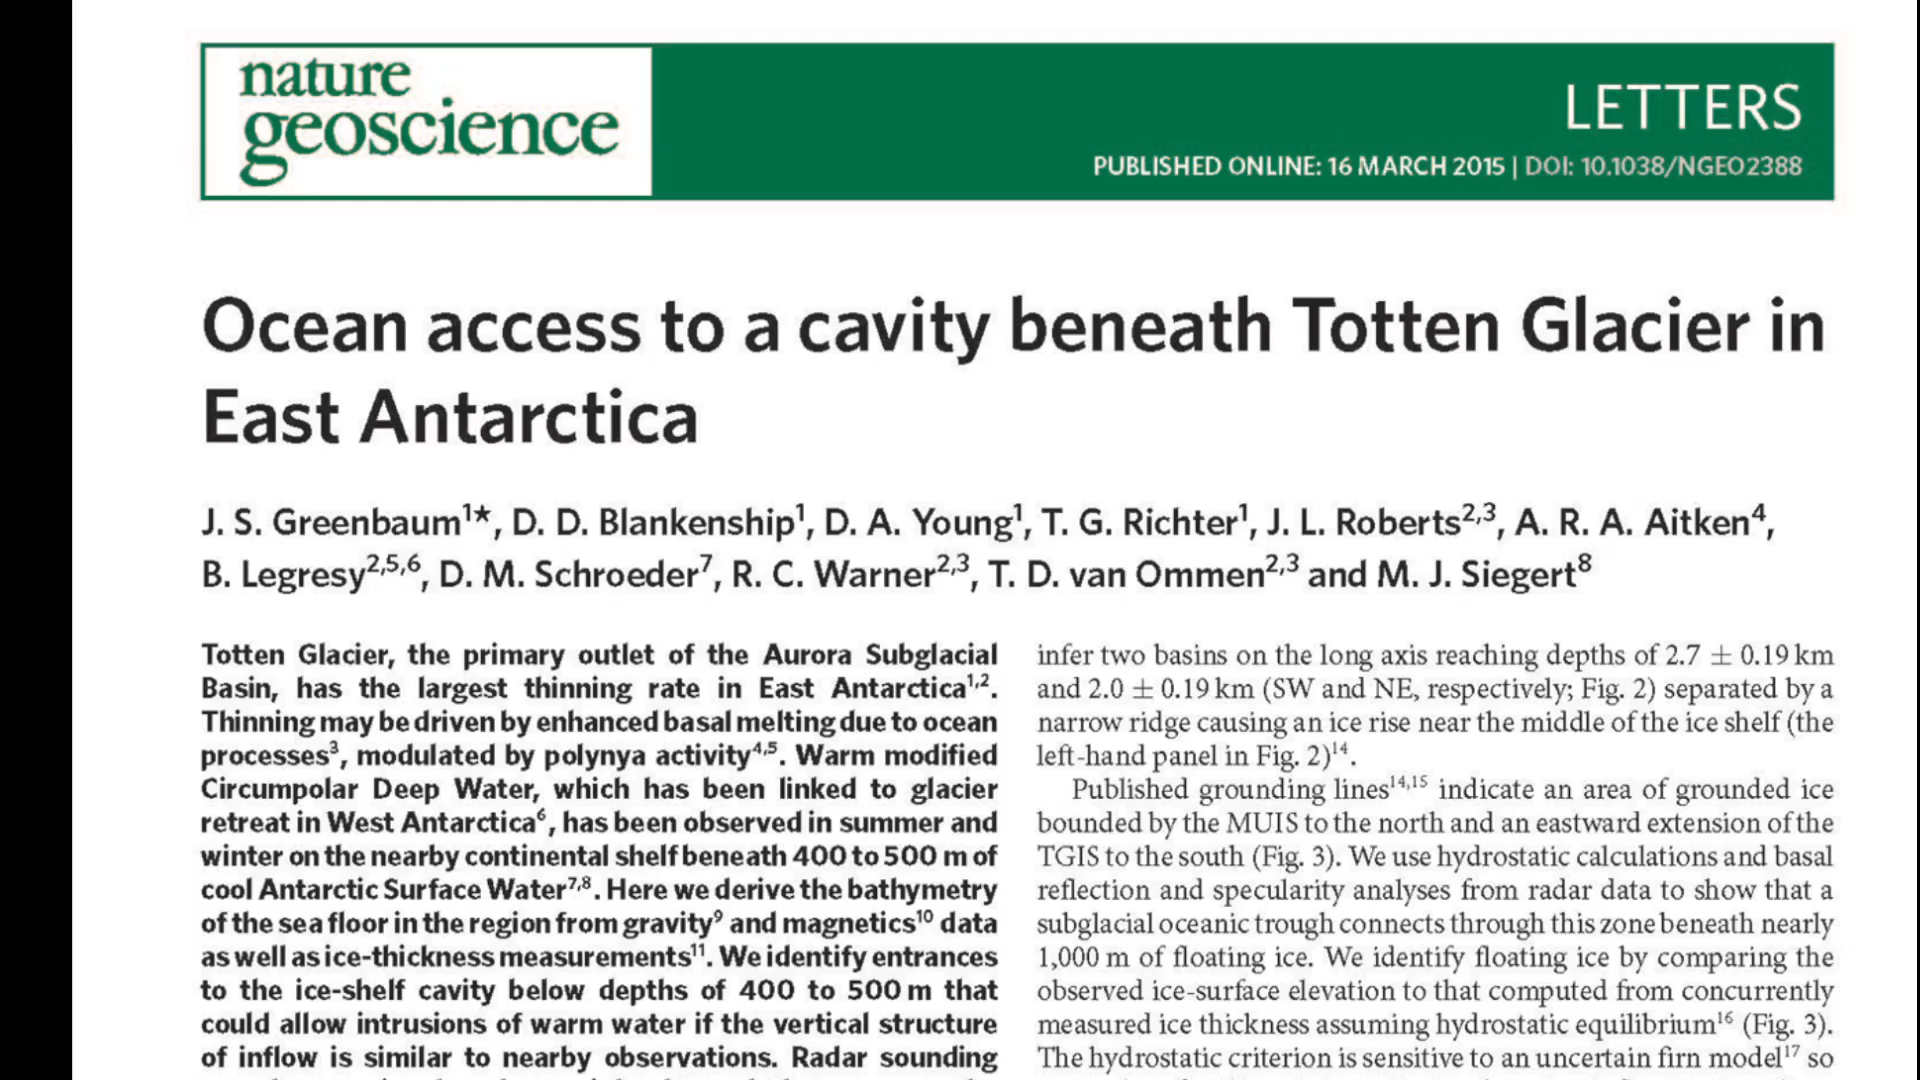 nature
geoscience
LETTERS
PUBLISHED ONLINE: 16 MARCH 2015 | DOI: 10.1038/NGEO2388
Ocean access to a cavity beneath Totten Glacier in
East Antarctica
J. S. Greenbaum¹*, D. D. Blankenship¹, D. A. Young¹, T. G. Richter¹, J. L. Roberts²,³, A. R. A. Aitken⁴,
B. Legresy²,⁵,⁶, D. M. Schroeder⁷, R. C. Warner²,³, T. D. van Ommen²,³ and M. J. Siegert⁸
Totten Glacier, the primary outlet of the Aurora Subglacial
Basin, has the largest thinning rate in East Antarctica¹,².
Thinning may be driven by enhanced basal melting due to ocean
processes³, modulated by polynya activity⁴,⁵. Warm modified
Circumpolar Deep Water, which has been linked to glacier
retreat in West Antarctica⁶, has been observed in summer and
winter on the nearby continental shelf beneath 400 to 500 m of
cool Antarctic Surface Water⁷,⁸. Here we derive the bathymetry
of the sea floor in the region from gravity⁹ and magnetics¹⁰ data
as well as ice-thickness measurements¹¹. We identify entrances
to the ice-shelf cavity below depths of 400 to 500 m that
could allow intrusions of warm water if the vertical structure
of inflow is similar to nearby observations. Radar sounding
infer two basins on the long axis reaching depths of 2.7 ± 0.19 km
and 2.0 ± 0.19 km (SW and NE, respectively; Fig. 2) separated by a
narrow ridge causing an ice rise near the middle of the ice shelf (the
left-hand panel in Fig. 2)¹⁴.
Published grounding lines¹⁴,¹⁵ indicate an area of grounded ice
bounded by the MUIS to the north and an eastward extension of the
TGIS to the south (Fig. 3). We use hydrostatic calculations and basal
reflection and specularity analyses from radar data to show that a
subglacial oceanic trough connects through this zone beneath nearly
1,000 m of floating ice. We identify floating ice by comparing the
observed ice-surface elevation to that computed from concurrently
measured ice thickness assuming hydrostatic equilibrium¹⁶ (Fig. 3).
The hydrostatic criterion is sensitive to an uncertain firn model¹⁷ so